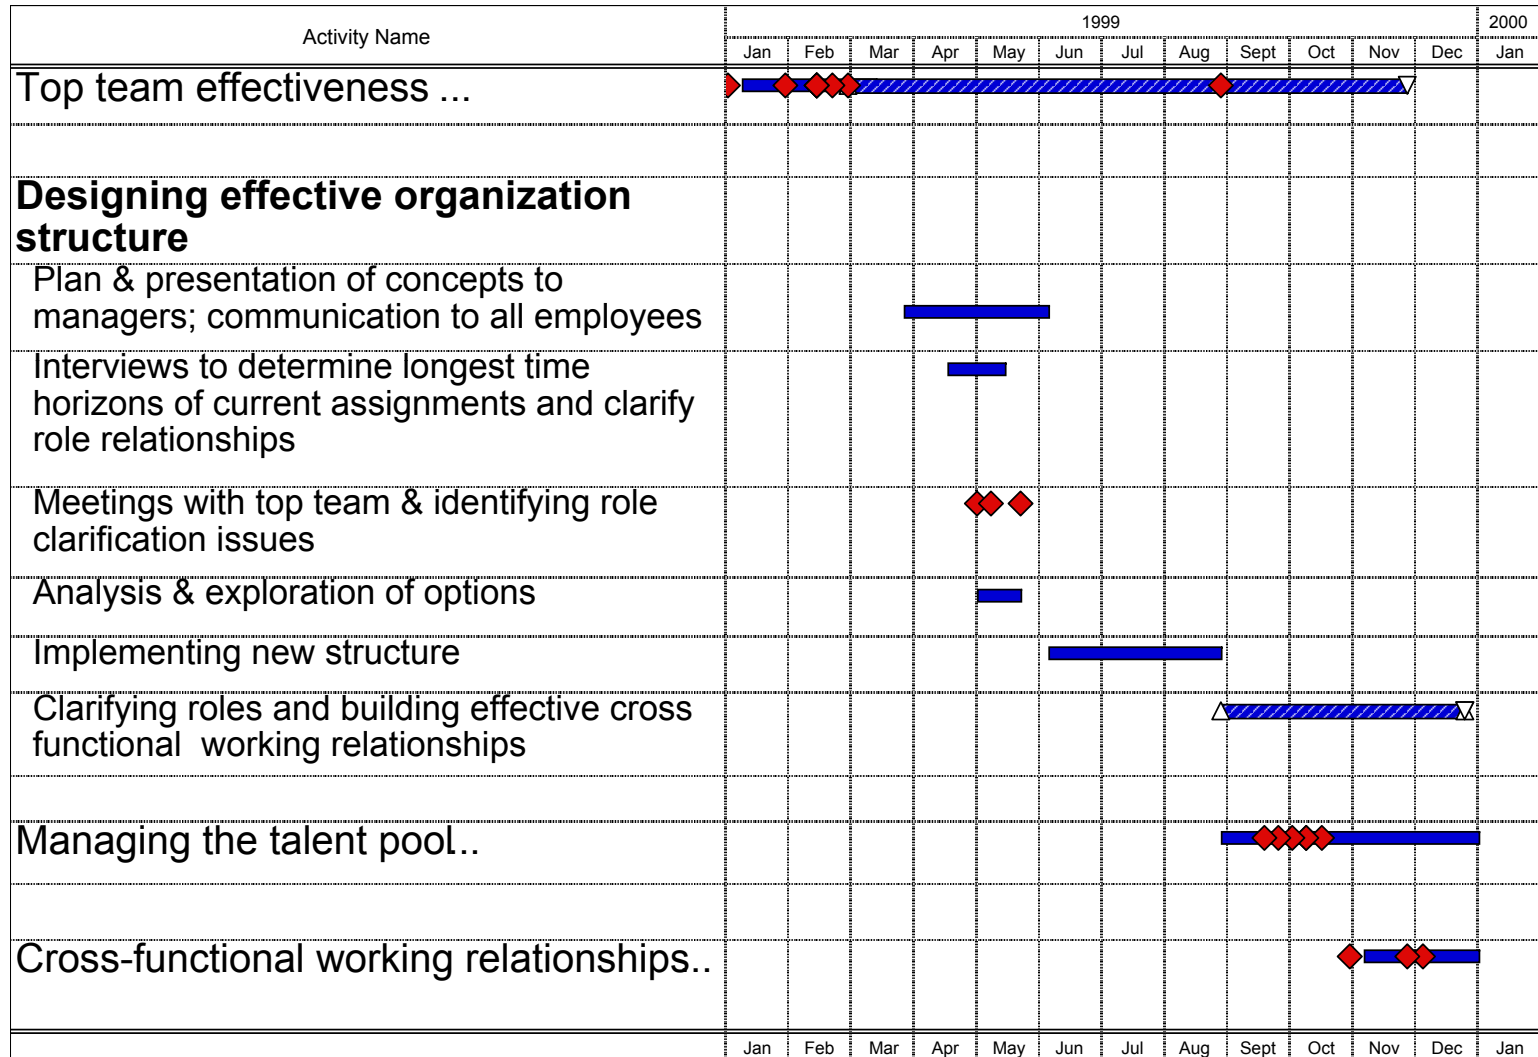 Activity Name
1999
2000
Jan Feb Mar Apr May Jun Jul Aug Sept Oct Nov Dec Jan
Top team effectiveness ...
Designing effective organization
structure
Plan & presentation of concepts to
managers; communication to all employees
Interviews to determine longest time
horizons of current assignments and clarify
role relationships
Meetings with top team & identifying role
clarification issues
Analysis & exploration of options
Implementing new structure
Clarifying roles and building effective cross
functional  working relationships
Managing the talent pool...
Cross-functional working relationships..
Jan Feb Mar Apr May Jun Jul Aug Sept Oct Nov Dec Jan